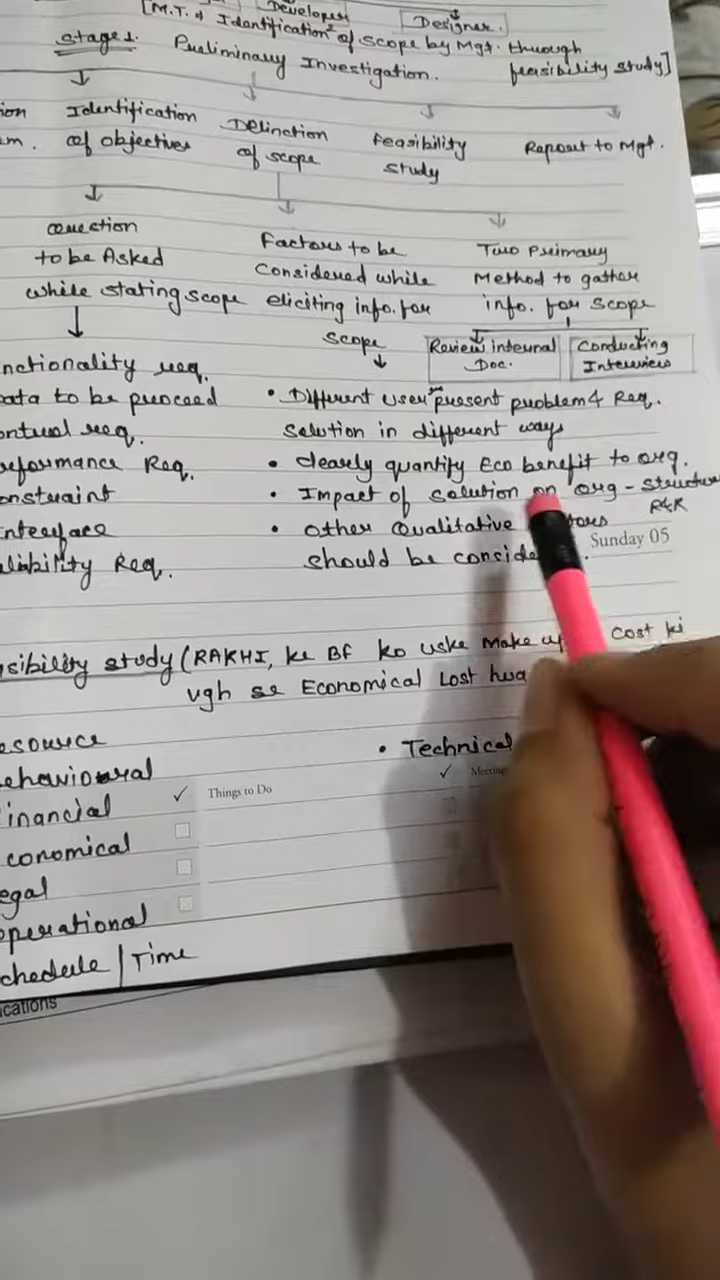 Developer
Designer.
[M.T. of Identification of scope by Mgt. through
feasibility study]
Stage 1. Preliminary Investigation.
Identification
of objectives
Delinction
of scope
Feasibility
study
Report to Mgt.
Question
to be Asked
while stating scope
Factors to be
Considered while
eliciting info. for
scope
Two Primary
Method to gather
info. for scope
Review internal
Doc.
Conducting
Interviews
nctionality req.
ata to be proceed
req.
erformance Req.
onstraint
nterface
liability Req.
• Different user present problem & Req.
solution in different ways
• clearly quantify Eco benefit to org.
• Impact of solution on org - structure
R&R
• Other Qualitative tors
should be conside
Sunday 05
sibility study (RAKHI, ke BF ko uske Make up cost ki
vgh se Economical Lost hua
esource
ehavioural
inancial
conomical
egal
perational
chedule / Time
• Technical
✓ Things to Do
✓ Meeting
cations